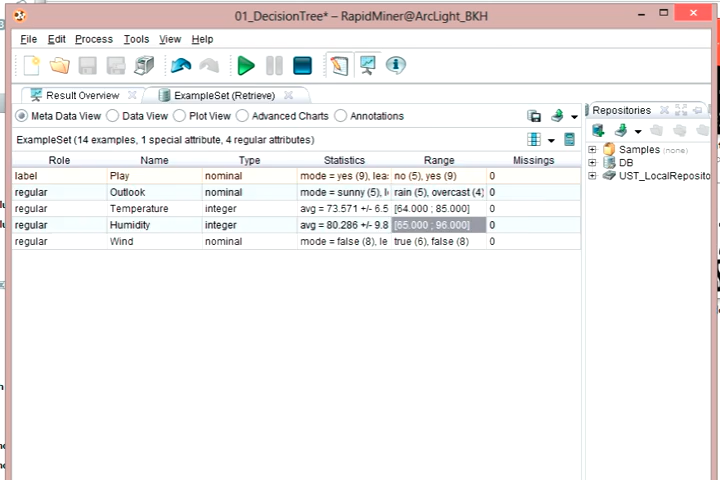 01_DecisionTree* – RapidMiner@ArcLight_BKH
File Edit Process Tools View Help
Result Overview ExampleSet (Retrieve)
Meta Data View Data View Plot View Advanced Charts Annotations
ExampleSet (14 examples, 1 special attribute, 4 regular attributes)
Role Name Type Statistics Range Missings
label Play nominal mode = yes (9), leas no (5), yes (9) 0
regular Outlook nominal mode = sunny (5), rain (5), overcast (4) 0
regular Temperature integer avg = 73.571 +/- 6.5 [64.000 ; 85.000] 0
regular Humidity integer avg = 80.286 +/- 9.8 [65.000 ; 96.000] 0
regular Wind nominal mode = false (8), le true (6), false (8) 0
Repositories
Samples (none)
DB
UST_LocalReposito